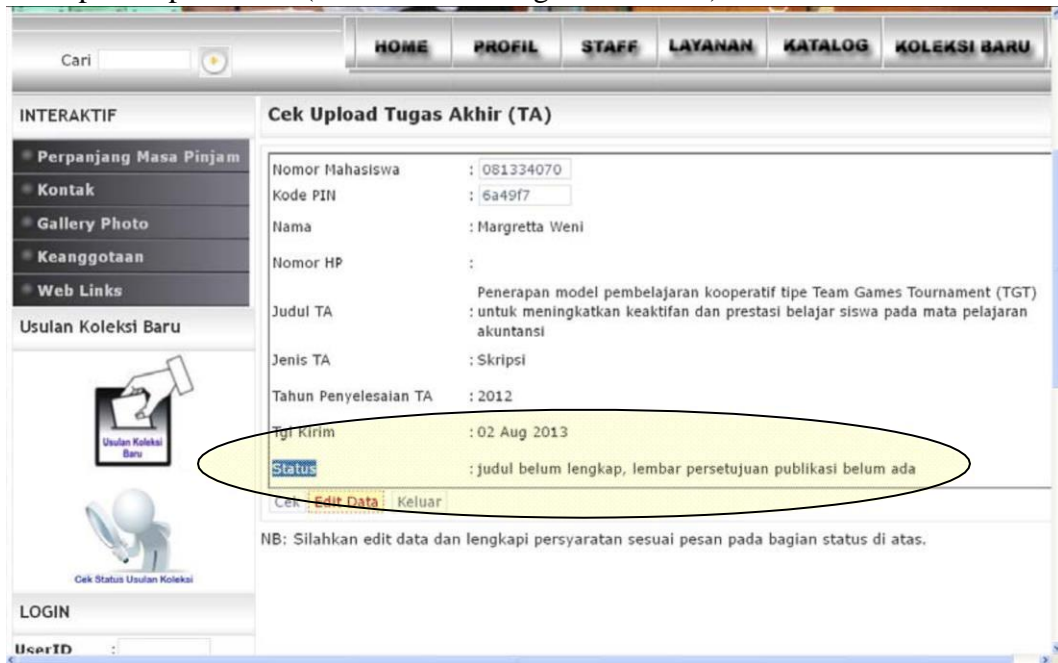 Cari
HOME PROFIL STAFF LAYANAN KATALOG KOLEKSI BARU
INTERAKTIF
Perpanjang Masa Pinjam
Kontak
Gallery Photo
Keanggotaan
Web Links
Usulan Koleksi Baru
Usulan Koleksi
Baru
Cek Status Usulan Koleksi
LOGIN
UserID :
Cek Upload Tugas Akhir (TA)
Nomor Mahasiswa : 081334070
Kode PIN : 6a49f7
Nama : Margretta Weni
Nomor HP :
Judul TA : Penerapan model pembelajaran kooperatif tipe Team Games Tournament (TGT)
untuk meningkatkan keaktifan dan prestasi belajar siswa pada mata pelajaran
akuntansi
Jenis TA : Skripsi
Tahun Penyelesaian TA : 2012
Tgl Kirim : 02 Aug 2013
Status : judul belum lengkap, lembar persetujuan publikasi belum ada
Cek Edit Data Keluar
NB: Silahkan edit data dan lengkapi persyaratan sesuai pesan pada bagian status di atas.